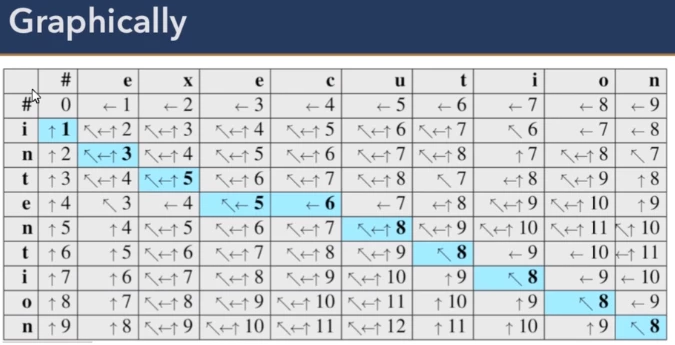 Graphically
# e x e c u t i o n
# 0 ← 1 ← 2 ← 3 ← 4 ← 5 ← 6 ← 7 ← 8 ← 9
i ↑ 1 ↖←↑ 2 ↖←↑ 3 ↖←↑ 4 ↖←↑ 5 ↖←↑ 6 ↖←↑ 7 ↖ 6 ← 7 ← 8
n ↑ 2 ↖←↑ 3 ↖←↑ 4 ↖←↑ 5 ↖←↑ 6 ↖←↑ 7 ↖←↑ 8 ↑ 7 ↖←↑ 8 ↖ 7
t ↑ 3 ↖←↑ 4 ↖←↑ 5 ↖←↑ 6 ↖←↑ 7 ↖←↑ 8 ↖ 7 ←↑ 8 ↖←↑ 9 ↑ 8
e ↑ 4 ↖ 3 ← 4 ↖← 5 ← 6 ← 7 ←↑ 8 ↖←↑ 9 ↖←↑ 10 ↑ 9
n ↑ 5 ↑ 4 ↖←↑ 5 ↖←↑ 6 ↖←↑ 7 ↖←↑ 8 ↖←↑ 9 ↖←↑ 10 ↖←↑ 11 ↖↑ 10
t ↑ 6 ↑ 5 ↖←↑ 6 ↖←↑ 7 ↖←↑ 8 ↖←↑ 9 ↖ 8 ← 9 ← 10 ←↑ 11
i ↑ 7 ↑ 6 ↖←↑ 7 ↖←↑ 8 ↖←↑ 9 ↖←↑ 10 ↑ 9 ↖ 8 ← 9 ← 10
o ↑ 8 ↑ 7 ↖←↑ 8 ↖←↑ 9 ↖←↑ 10 ↖←↑ 11 ↑ 10 ↑ 9 ↖ 8 ← 9
n ↑ 9 ↑ 8 ↖←↑ 9 ↖←↑ 10 ↖←↑ 11 ↖←↑ 12 ↑ 11 ↑ 10 ↑ 9 ↖ 8